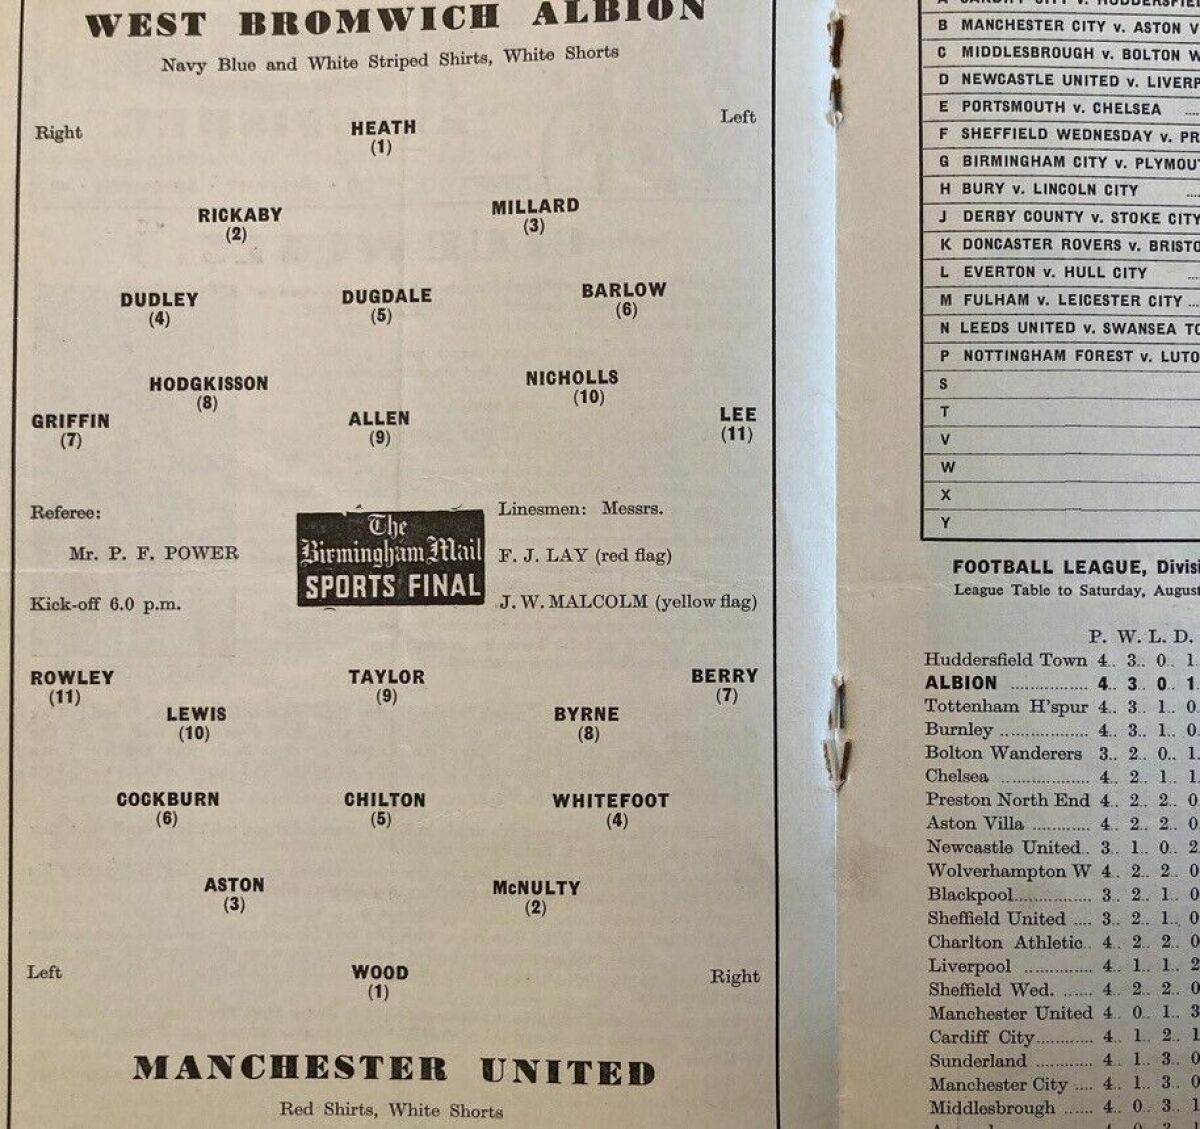 WEST BROMWICH ALBION
Navy Blue and White Striped Shirts, White Shorts
Right
Left
HEATH
(1)
RICKABY
(2)
MILLARD
(3)
DUDLEY
(4)
DUGDALE
(5)
BARLOW
(6)
HODGKISSON
(8)
NICHOLLS
(10)
GRIFFIN
(7)
ALLEN
(9)
LEE
(11)
Referee:
Mr. P. F. POWER
Kick-off 6.0 p.m.
The
Birmingham Mail
SPORTS FINAL
Linesmen: Messrs.
F. J. LAY (red flag)
J. W. MALCOLM (yellow flag)
ROWLEY
(11)
TAYLOR
(9)
BERRY
(7)
LEWIS
(10)
BYRNE
(8)
COCKBURN
(6)
CHILTON
(5)
WHITEFOOT
(4)
ASTON
(3)
McNULTY
(2)
Left
WOOD
(1)
Right
MANCHESTER UNITED
Red Shirts, White Shorts
B MANCHESTER CITY v. ASTON V
C MIDDLESBROUGH v. BOLTON W
D NEWCASTLE UNITED v. LIVERP
E PORTSMOUTH v. CHELSEA ....
F SHEFFIELD WEDNESDAY v. PR
G BIRMINGHAM CITY v. PLYMOU
H BURY v. LINCOLN CITY ....
J DERBY COUNTY v. STOKE CITY
K DONCASTER ROVERS v. BRISTO
L EVERTON v. HULL CITY ....
M FULHAM v. LEICESTER CITY ...
N LEEDS UNITED v. SWANSEA TO
P NOTTINGHAM FOREST v. LUTO
S
T
V
W
X
Y
FOOTBALL LEAGUE, Divisi
League Table to Saturday, August
P. W. L. D.
Huddersfield Town 4.. 3.. 0.. 1.
ALBION ................ 4.. 3.. 0.. 1.
Tottenham H'spur 4.. 3.. 1.. 0.
Burnley .................. 4.. 3.. 1.. 0.
Bolton Wanderers 3.. 2.. 0.. 1.
Chelsea .................. 4.. 2.. 1.. 1.
Preston North End 4.. 2.. 2.. 0
Aston Villa ............ 4.. 2.. 2.. 0
Newcastle United.. 3.. 1.. 0.. 2
Wolverhampton W 4.. 2.. 2.. 0
Blackpool............... 3.. 2.. 1.. 0
Sheffield United .... 3.. 2.. 1.. 0
Charlton Athletic.. 4.. 2.. 2.. 0
Liverpool .............. 4.. 1.. 1.. 2
Sheffield Wed. ...... 4.. 2.. 2.. 0
Manchester United 4.. 0.. 1.. 3
Cardiff City............ 4.. 1.. 2.. 1
Sunderland ............ 4.. 1.. 3.. 0
Manchester City .... 4.. 1.. 3.. 0
Middlesbrough ...... 4.. 0.. 3.. 1